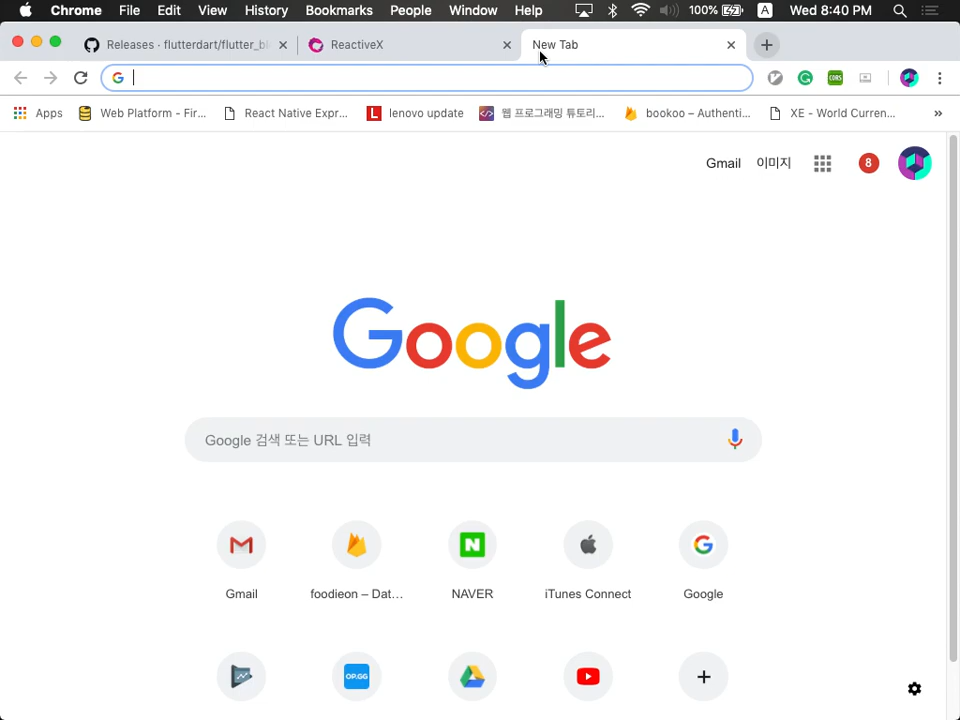 Chrome File Edit View History Bookmarks People Window Help 100% A Wed 8:40 PM
Releases · flutterdart/flutter_bl ReactiveX New Tab
CORS
Apps Web Platform - Fir... React Native Expr... L lenovo update 웹 프로그래밍 튜토리... bookoo – Authenti... XE - World Curren... »
Gmail 이미지 8
Google
Google 검색 또는 URL 입력
Gmail foodieon – Dat... NAVER iTunes Connect Google
OP.GG